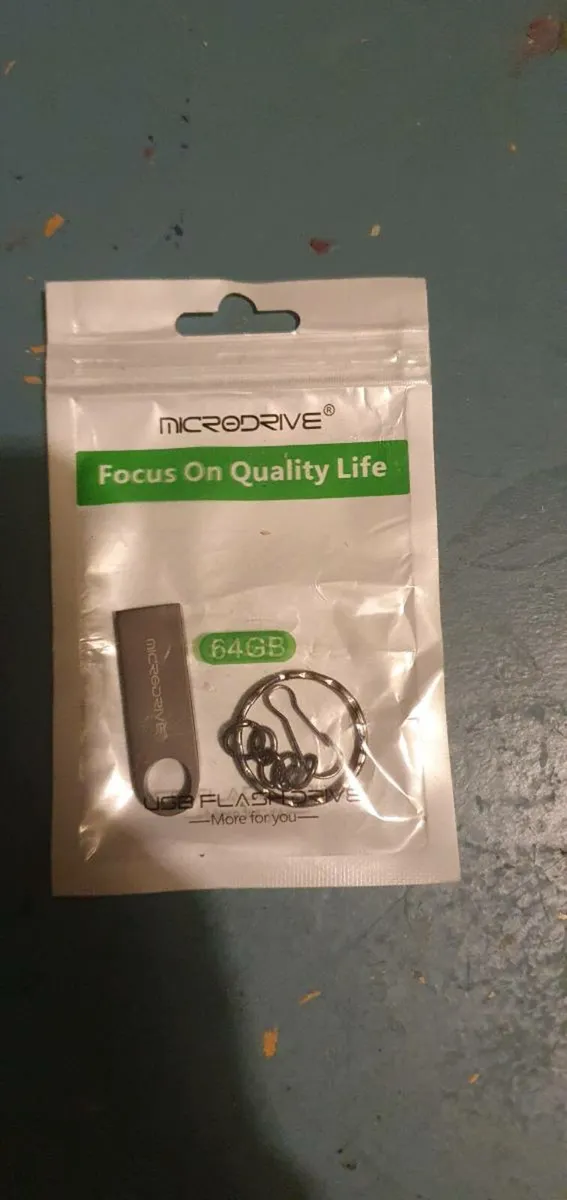 MICRODRIVE®
Focus On Quality Life
64GB
MICRODRIVE
USB FLASH DRIVE
—More for you—